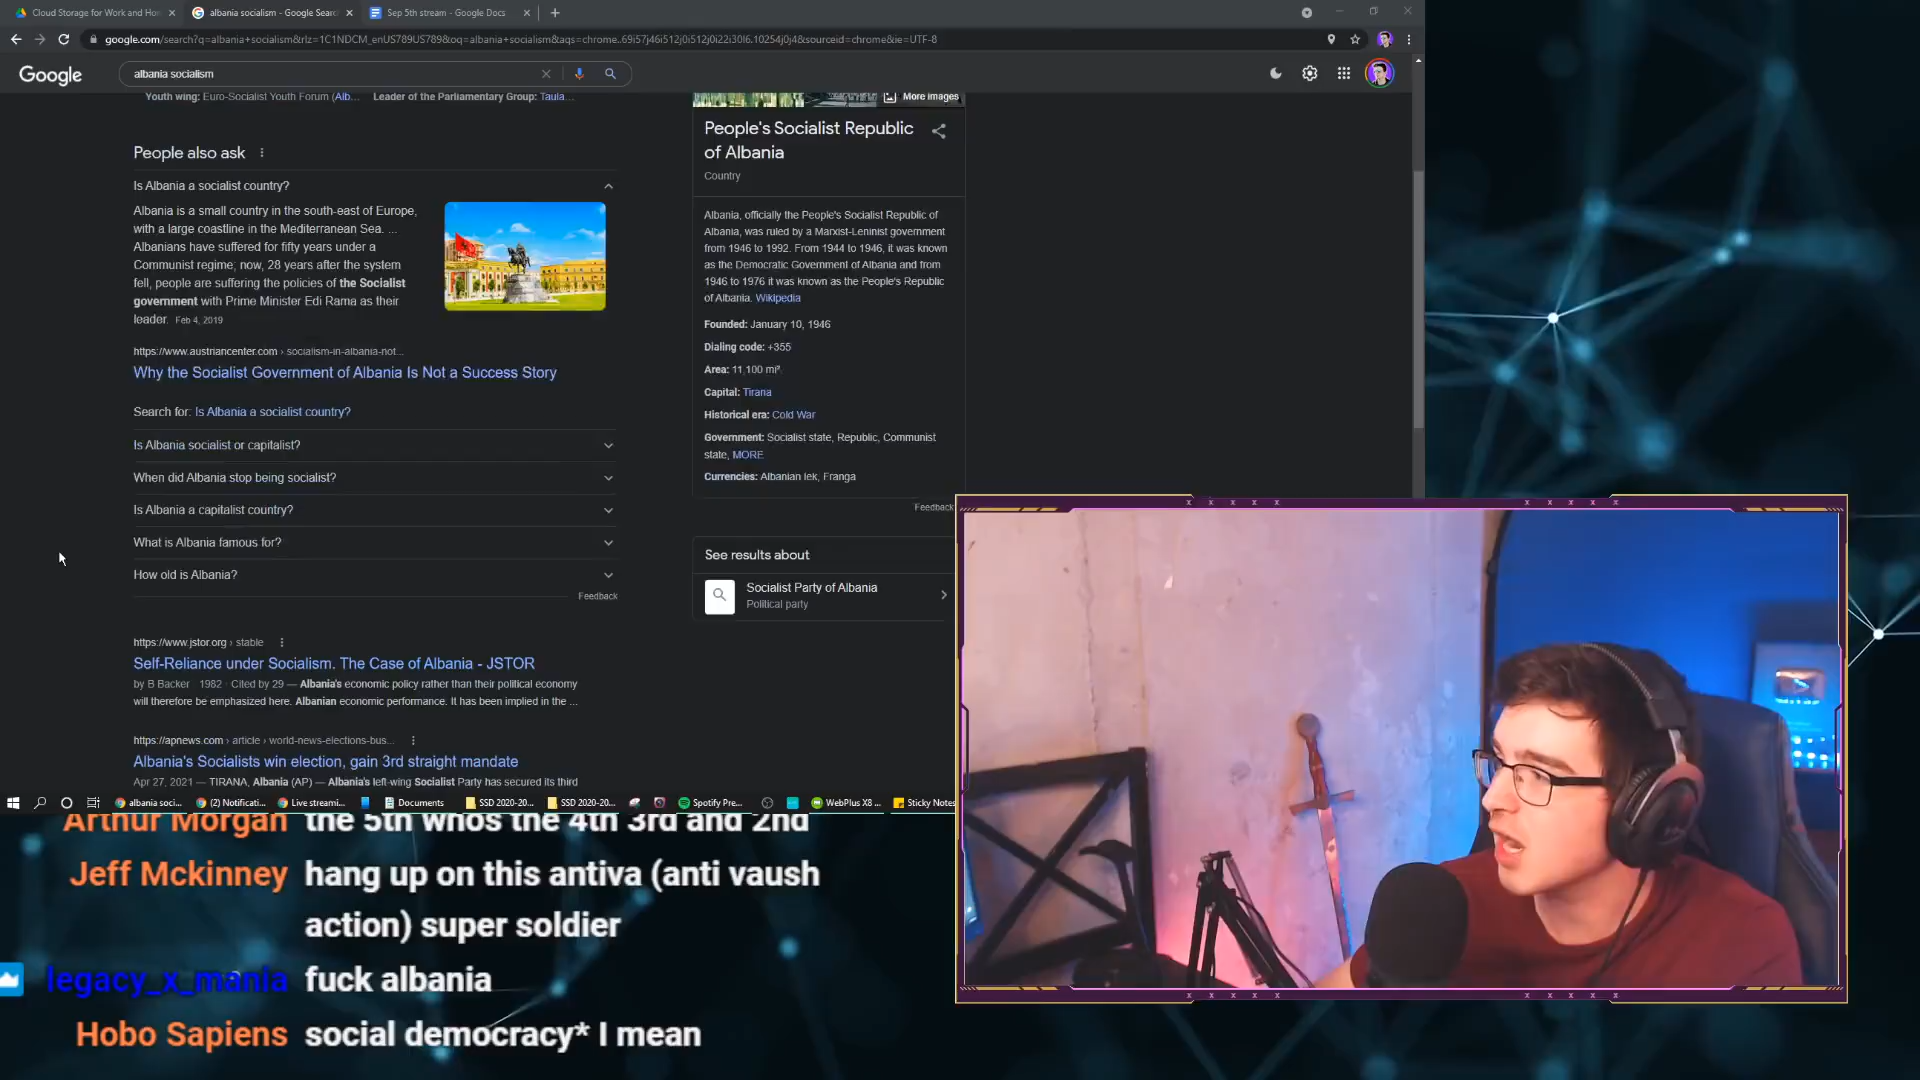 Cloud Storage for Work and Hon
albania socialism - Google Searc
Sep 5th stream - Google Docs
google.com/search?q=albania+socialism&rlz=1C1NDCM_enUS789US789&oq=albania+socialism&aqs=chrome..69i57j46i512j0i512j0i22i30l6.10254j0j4&sourceid=chrome&ie=UTF-8
Google
albania socialism
Youth wing: Euro-Socialist Youth Forum (Alb...
Leader of the Parliamentary Group: Taula...
People also ask
Is Albania a socialist country?
Albania is a small country in the south-east of Europe,
with a large coastline in the Mediterranean Sea. ...
Albanians have suffered for fifty years under a
Communist regime; now, 28 years after the system
fell, people are suffering the policies of the Socialist
government with Prime Minister Edi Rama as their
leader. Feb 4, 2019
https://www.austriancenter.com › socialism-in-albania-not...
Why the Socialist Government of Albania Is Not a Success Story
Search for: Is Albania a socialist country?
Is Albania socialist or capitalist?
When did Albania stop being socialist?
Is Albania a capitalist country?
What is Albania famous for?
How old is Albania?
Feedback
https://www.jstor.org › stable
Self-Reliance under Socialism. The Case of Albania - JSTOR
by B Backer · 1982 · Cited by 29 — Albania's economic policy rather than their political economy
will therefore be emphasized here. Albanian economic performance. It has been implied in the ...
https://apnews.com › article › world-news-elections-bus...
Albania's Socialists win election, gain 3rd straight mandate
Apr 27, 2021 — TIRANA, Albania (AP) — Albania's left-wing Socialist Party has secured its third
More images
People's Socialist Republic
of Albania
Country
Albania, officially the People's Socialist Republic of
Albania, was ruled by a Marxist-Leninist government
from 1946 to 1992. From 1944 to 1946, it was known
as the Democratic Government of Albania and from
1946 to 1976 it was known as the People's Republic
of Albania. Wikipedia
Founded: January 10, 1946
Dialing code: +355
Area: 11,100 mi²
Capital: Tirana
Historical era: Cold War
Government: Socialist state, Republic, Communist
state, MORE
Currencies: Albanian lek, Franga
Feedback
See results about
Socialist Party of Albania
Political party
albania soci...
(2) Notificati...
Live streami...
Documents
SSD 2020-20...
SSD 2020-20...
Spotify Pre...
WebPlus X8 ...
Sticky Notes
Arthur Morgan the 5th whos the 4th 3rd and 2nd
Jeff Mckinney hang up on this antiva (anti vaush
action) super soldier
legacy_x_mania fuck albania
Hobo Sapiens social democracy* I mean